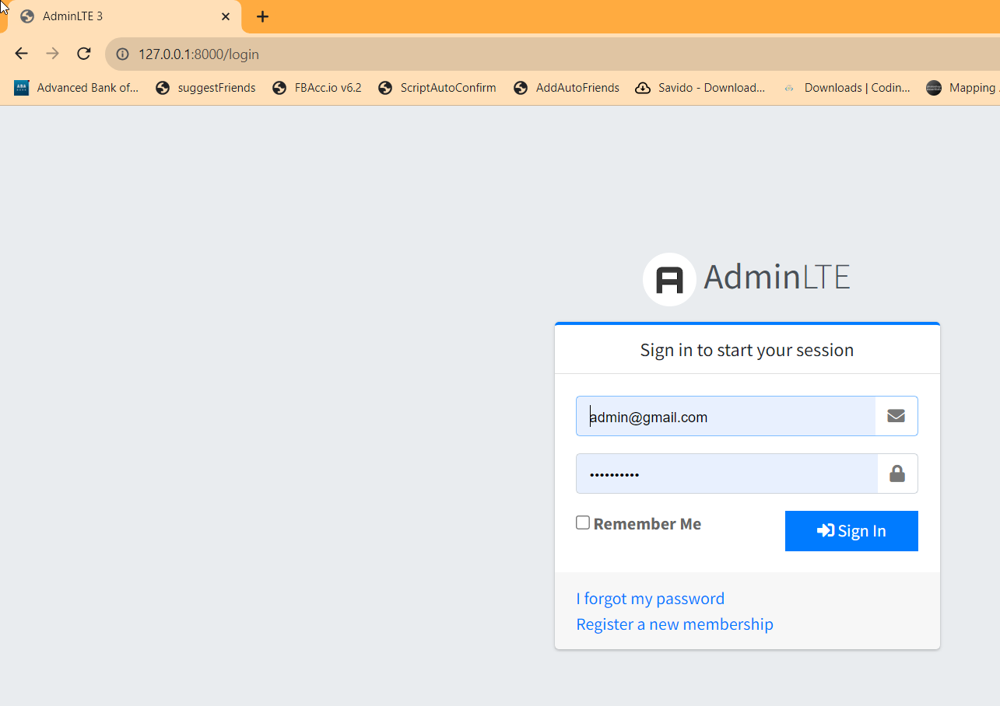 AdminLTE 3
127.0.0.1:8000/login
Advanced Bank of... suggestFriends FBAcc.io v6.2 ScriptAutoConfirm AddAutoFriends Savido - Download... Downloads | Codin... Mapping
AdminLTE
Sign in to start your session
admin@gmail.com
••••••••••
Remember Me
Sign In
I forgot my password
Register a new membership